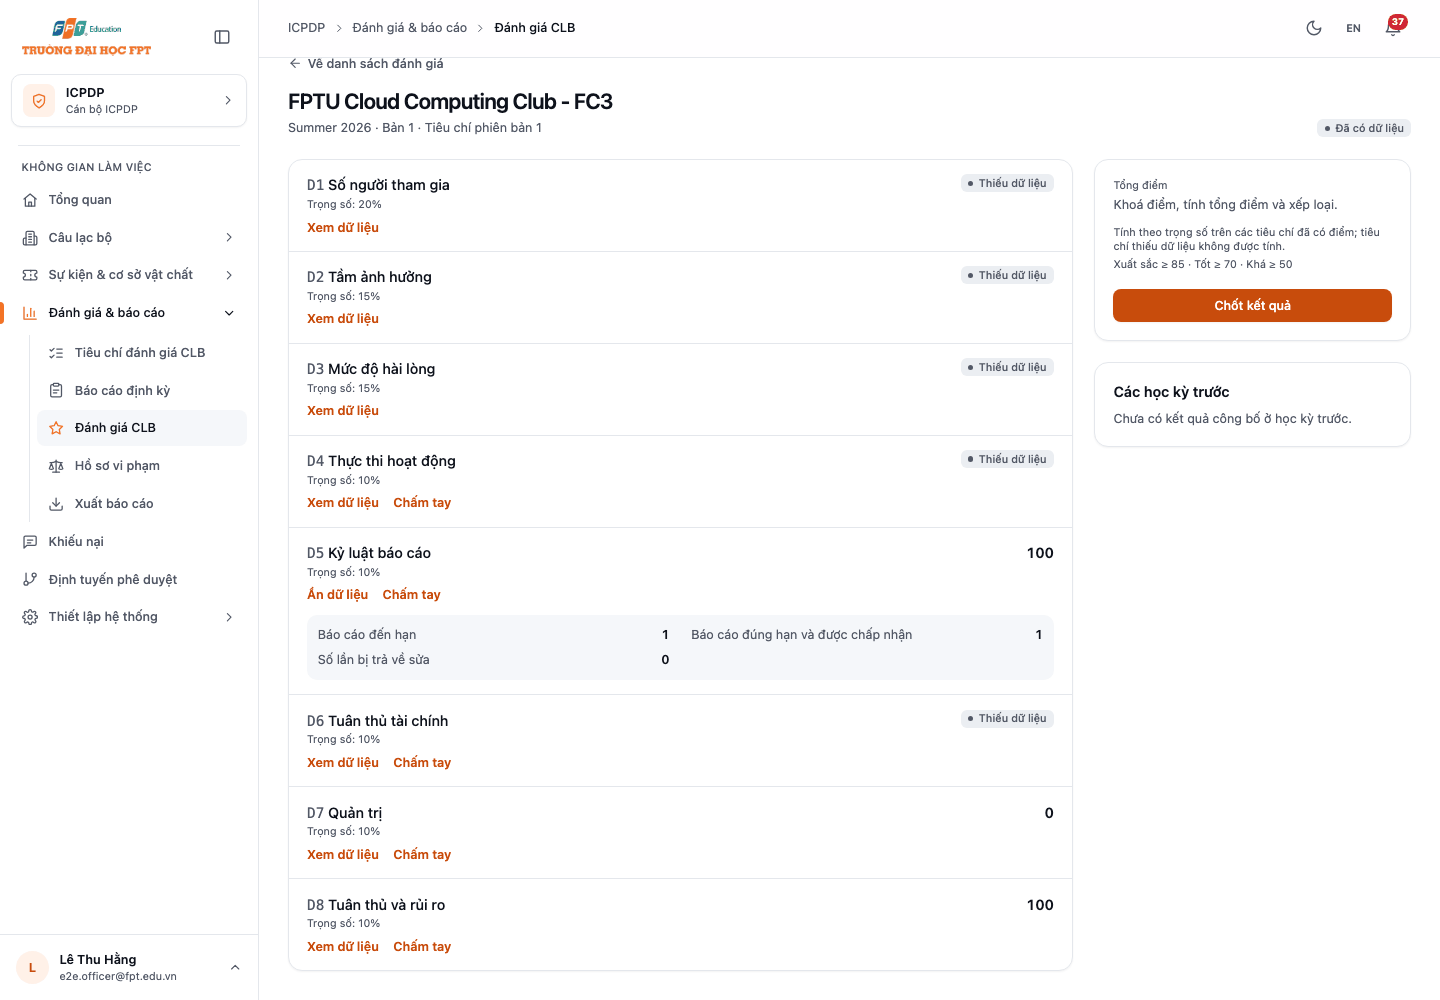 FPT Education
TRƯỜNG ĐẠI HỌC FPT
ICPDP
Cán bộ ICPDP
KHÔNG GIAN LÀM VIỆC
Tổng quan
Câu lạc bộ
Sự kiện & cơ sở vật chất
Đánh giá & báo cáo
Tiêu chí đánh giá CLB
Báo cáo định kỳ
Đánh giá CLB
Hồ sơ vi phạm
Xuất báo cáo
Khiếu nại
Định tuyến phê duyệt
Thiết lập hệ thống
L
Lê Thu Hằng
e2e.officer@fpt.edu.vn
ICPDP > Đánh giá & báo cáo > Đánh giá CLB
EN
37
← Về danh sách đánh giá
FPTU Cloud Computing Club - FC3
Summer 2026 · Bản 1 · Tiêu chí phiên bản 1
Đã có dữ liệu
D1 Số người tham gia
Thiếu dữ liệu
Trọng số: 20%
Xem dữ liệu
D2 Tầm ảnh hưởng
Thiếu dữ liệu
Trọng số: 15%
Xem dữ liệu
D3 Mức độ hài lòng
Thiếu dữ liệu
Trọng số: 15%
Xem dữ liệu
D4 Thực thi hoạt động
Thiếu dữ liệu
Trọng số: 10%
Xem dữ liệu Chấm tay
D5 Kỷ luật báo cáo
100
Trọng số: 10%
Ẩn dữ liệu Chấm tay
Báo cáo đến hạn 1
Báo cáo đúng hạn và được chấp nhận 1
Số lần bị trả về sửa 0
D6 Tuân thủ tài chính
Thiếu dữ liệu
Trọng số: 10%
Xem dữ liệu Chấm tay
D7 Quản trị
0
Trọng số: 10%
Xem dữ liệu Chấm tay
D8 Tuân thủ và rủi ro
100
Trọng số: 10%
Xem dữ liệu Chấm tay
Tổng điểm
Khoá điểm, tính tổng điểm và xếp loại.
Tính theo trọng số trên các tiêu chí đã có điểm; tiêu
chí thiếu dữ liệu không được tính.
Xuất sắc ≥ 85 · Tốt ≥ 70 · Khá ≥ 50
Chốt kết quả
Các học kỳ trước
Chưa có kết quả công bố ở học kỳ trước.